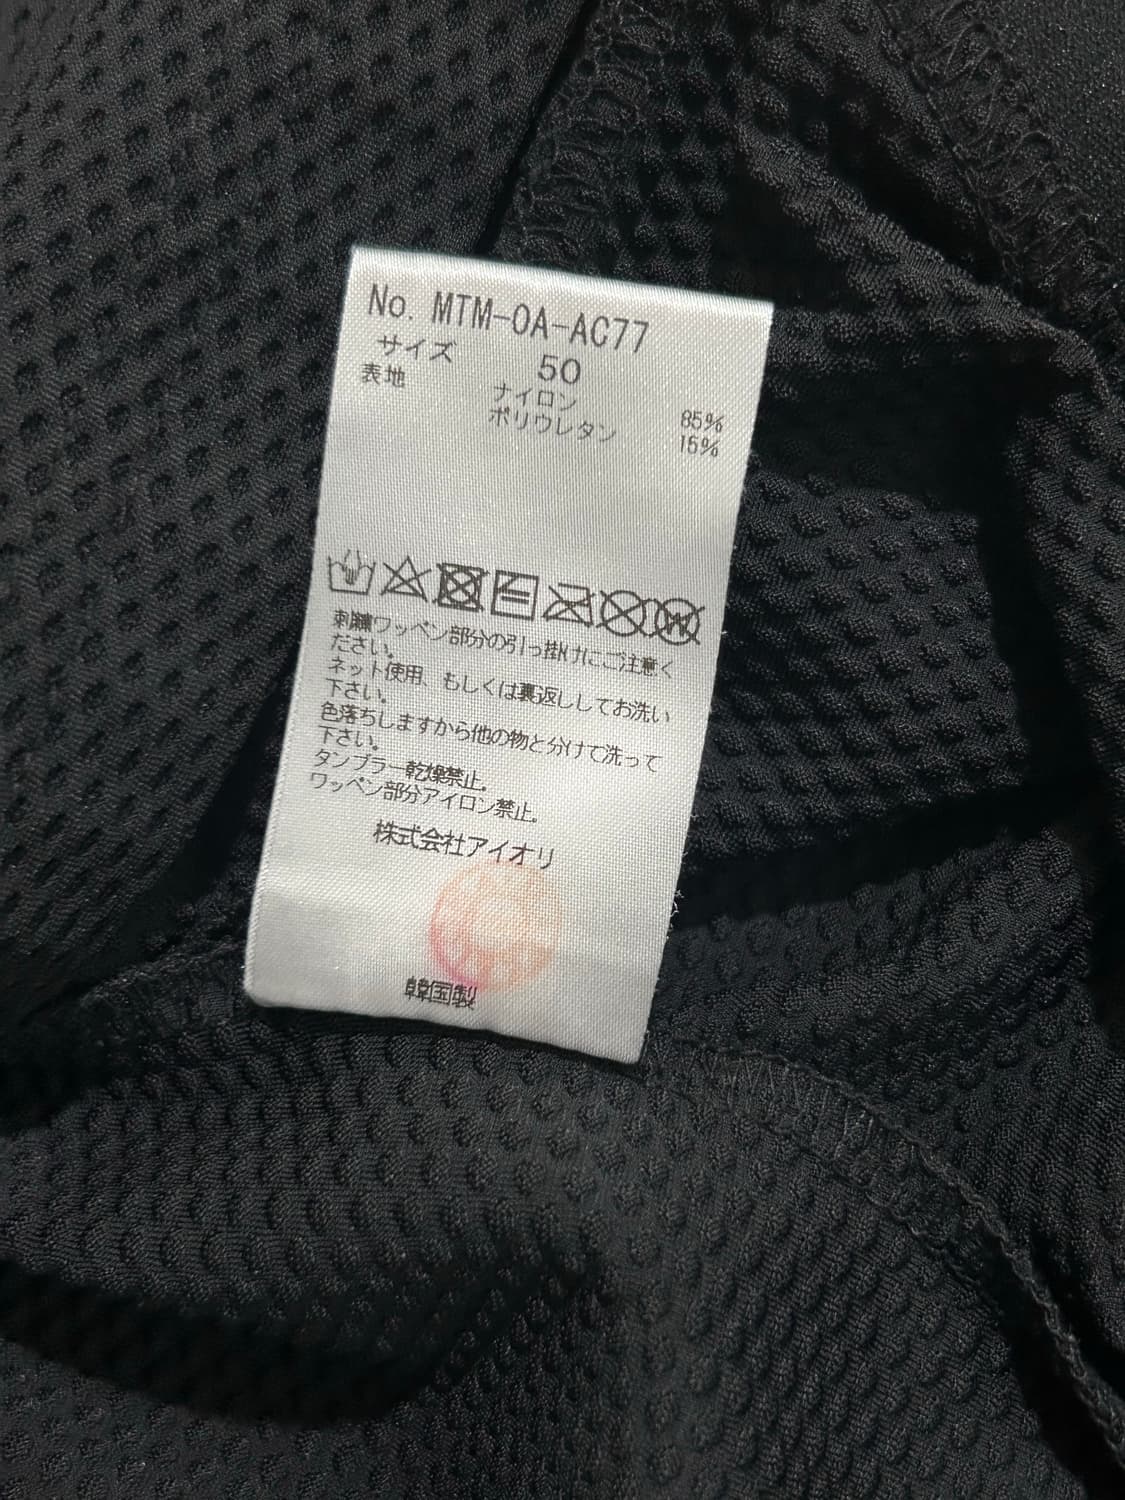 No. MTM-OA-AC77
サイズ 50
表地 ナイロン 85%
ポリウレタン 15%
刺繍ワッペン部分の引っ掛けにご注意く
ださい。
ネット使用、もしくは裏返ししてお洗い
下さい。
色落ちしますから他の物と分けて洗って
下さい。
タンブラー乾燥禁止。
ワッペン部分アイロン禁止。
株式会社アイオリ
韓国製